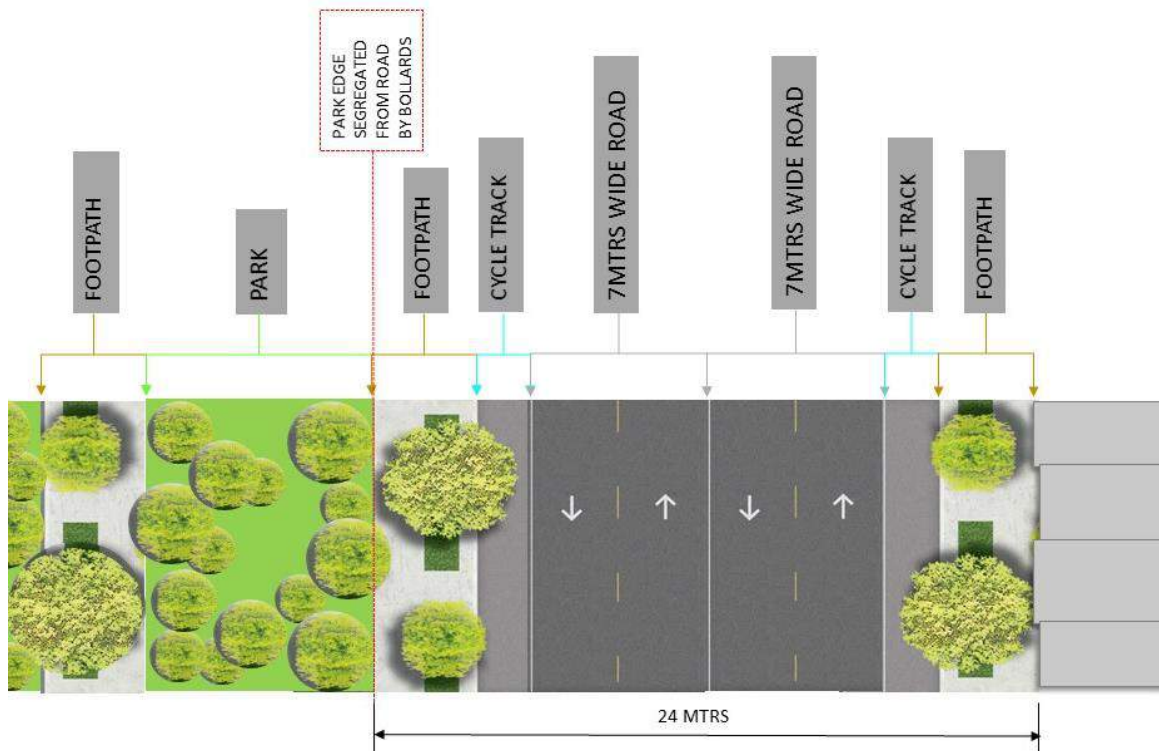 PARK EDGE
SEGREGATED
FROM ROAD
BY BOLLARDS
FOOTPATH
PARK
FOOTPATH
CYCLE TRACK
7MTRS WIDE ROAD
7MTRS WIDE ROAD
CYCLE TRACK
FOOTPATH
24 MTRS